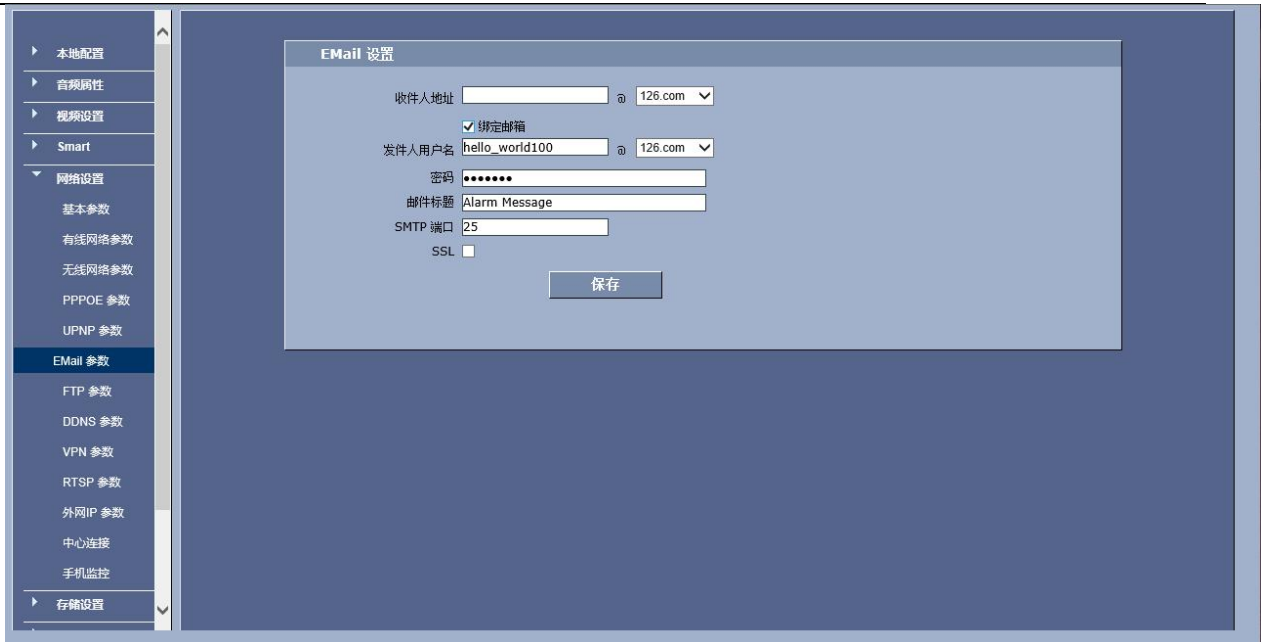 本地配置
音频属性
视频设置
Smart
网络设置
基本参数
有线网络参数
无线网络参数
PPPOE 参数
UPNP 参数
EMail 参数
FTP 参数
DDNS 参数
VPN 参数
RTSP 参数
外网IP 参数
中心连接
手机监控
存储设置
EMail 设置
收件人地址 @ 126.com
绑定邮箱
发件人用户名 hello_world100 @ 126.com
密码 •••••••
邮件标题 Alarm Message
SMTP 端口 25
SSL
保存